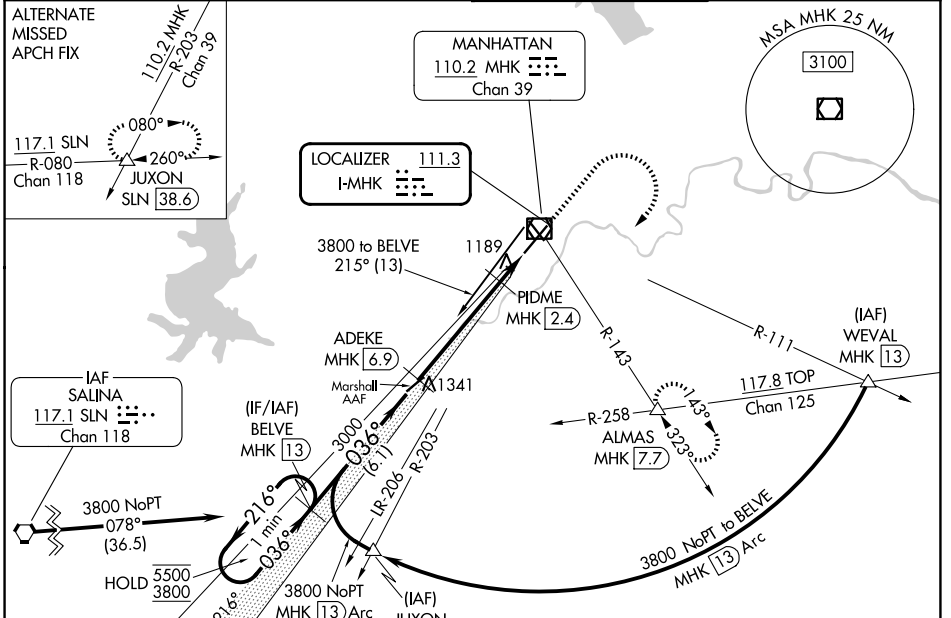 ALTERNATE
MISSED
APCH FIX
110.2 MHK
R-203
Chan 39
080°
117.1 SLN
R-080
Chan 118
260°
JUXON
SLN 38.6
MANHATTAN
110.2 MHK
Chan 39
MSA MHK 25 NM
3100
LOCALIZER 111.3
I-MHK
3800 to BELVE
215° (13)
1189
PIDME
MHK 2.4
ADEKE
MHK 6.9
Marshall
AAF
1341
R-143
R-111
(IAF)
WEVAL
MHK 13
117.8 TOP
Chan 125
R-258
ALMAS
MHK 7.7
143°
323°
IAF
SALINA
117.1 SLN
Chan 118
(IF/IAF)
BELVE
MHK 13
3000
036°
(6.1)
LR-206
R-203
3800 NoPT
078°
(36.5)
216°
1 min
036°
HOLD 5500
3800
216°
3800 NoPT
MHK 13 Arc
(IAF)
JUXON
3800 NoPT to BELVE
MHK 13 Arc